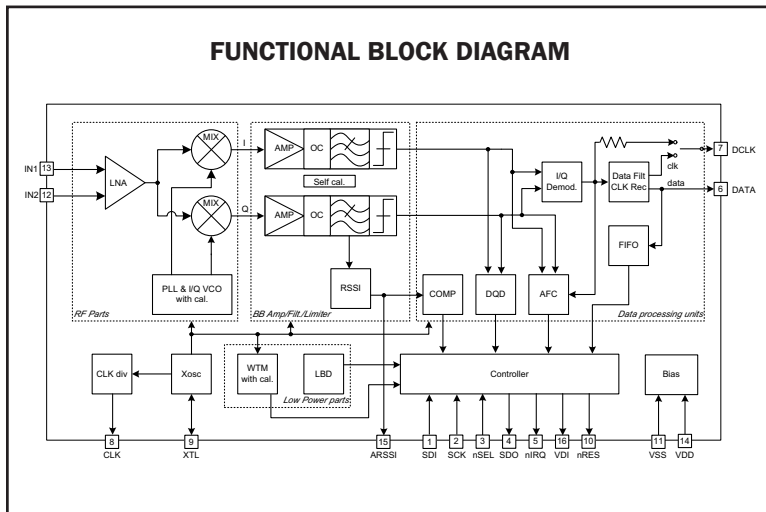 FUNCTIONAL BLOCK DIAGRAM
MIX
I
AMP
OC
7
DCLK
clk
IN1
13
LNA
Self cal.
I/Q
Demod.
Data Filt
CLK Rec
data
6
DATA
IN2
12
MIX
Q
AMP
OC
FIFO
PLL & I/Q VCO
with cal.
RSSI
COMP
DQD
AFC
RF Parts
BB Amp/Filt./Limiter
Data processing units
CLK div
Xosc
WTM
with cal.
LBD
Controller
Bias
Low Power parts
8
9
15
1
2
3
4
5
16
10
11
14
CLK
XTL
ARSSI
SDI
SCK
nSEL
SDO
nIRQ
VDI
nRES
VSS
VDD